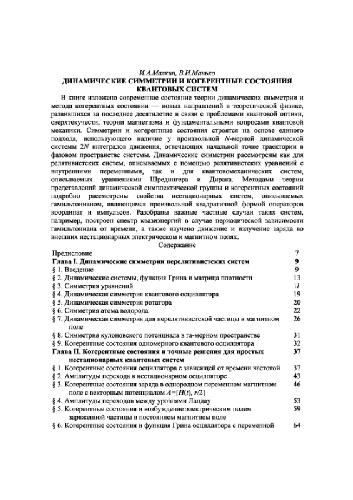 И.А.Малкин, В.И.Манько
ДИНАМИЧЕСКИЕ СИММЕТРИИ И КОГЕРЕНТНЫЕ СОСТОЯНИЯ
КВАНТОВЫХ СИСТЕМ
В книге изложено современное состояние теории динамических симметрии и
метода когерентных состояний — новых направлений в теоретической физике,
развившихся за последнее десятилетие в связи с проблемами квантовой оптики,
сверхтекучести, теории магнетизма и фундаментальными вопросами квантовой
механики. Симметрии и когерентные состояния строятся на основе единого
подхода, использующего наличие у произвольной N-мерной динамической
системы 2N интегралов движения, отвечающих начальной точке траектории в
фазовом пространстве системы. Динамические симметрии рассмотрены как для
релятивистских систем, описываемых с помощью релятивистских уравнений с
внутренними переменными, так и для квантовомеханических систем,
описываемых уравнениями Шредингера и Дирака. Методами теории
представлений динамической симплектической группы и когерентных состояний
подробно рассмотрены свойства нестационарных систем, описываемых
гамильтонианом, являющимся произвольной квадратичной формой операторов
координат и импульсов. Разобраны важные частные случаи таких систем,
например, построен спектр квазиэнергий в случае периодической зависимости
гамильтониана от времени, а также изучено движение и излучение заряда во
внешних нестационарных электрическом и магнитном полях.
Содержание
Предисловие 7
Глава I. Динамические симметрии нерелятивистских систем 9
§ 1. Введение 9
§ 2. Динамические системы, функция Грина и матрица плотности 13
§ 3. Симметрия уравнений
§ 4. Динамическая симметрия квантового осциллятора 19
§ 5. Динамическая симметрия ротатора 20
§ 6. Симметрия атома водорода 22
§ 7. Динамическая симметрия для нерелятивистской частицы в магнитном 26
поле
§ 8. Симметрия кулоновского потенциала в пространстве 31
§ 9. Когерентные состояния одномерного квантового осциллятора 32
Глава II. Когерентные состояния и точные решения для простых 37
нестационарных квантовых систем
§ 1. Когерентные состояния осциллятора с зависящей от времени частотой 37
§ 2. Амплитуды перехода в нестационарном осцилляторе 43
§ 3. Когерентные состояния заряда в однородном переменном магнитном 46
поле с векторным потенциалом A=[H(t), r/2]
§ 4. Амплитуды переходов между уровнями Ландау 53
§ 5. Когерентные состояния и возбуждение электрическим полем 59
заряженной частицы в постоянном магнитном поле
§ 6. Когерентные состояния и функция Грина осциллятора с переменной 64